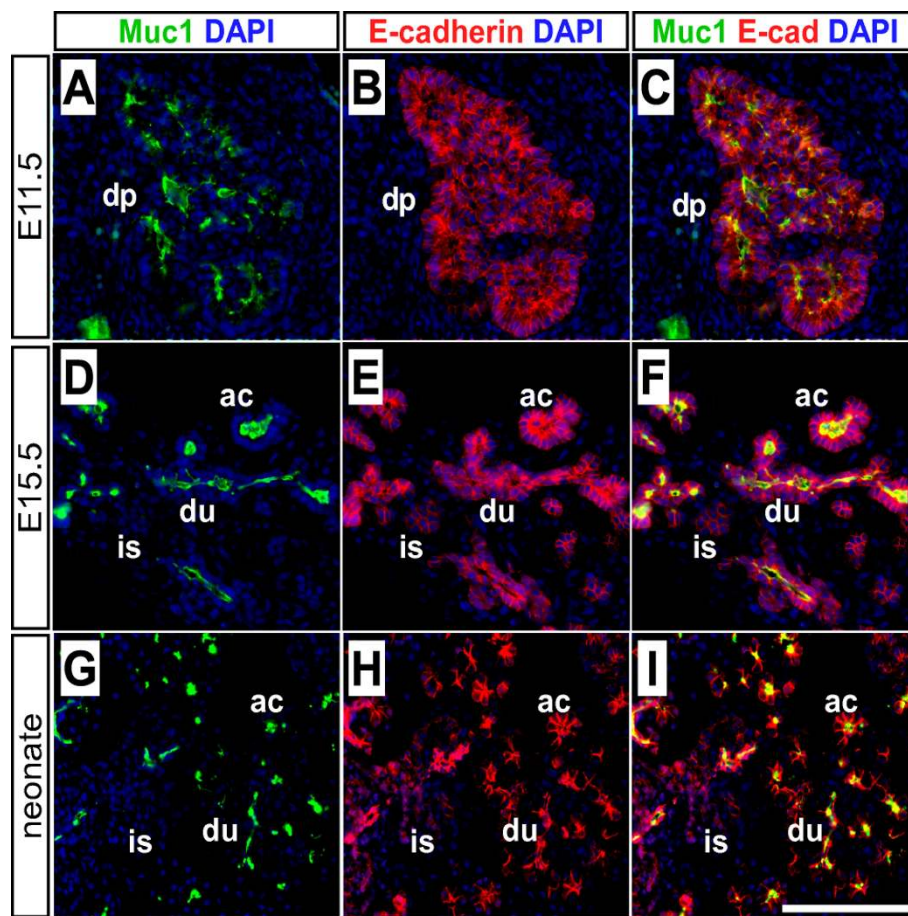 Muc1 DAPI
E-cadherin DAPI
Muc1 E-cad DAPI
E11.5
A
dp
B
dp
C
dp
E15.5
D
ac
du
is
E
ac
du
is
F
ac
du
is
neonate
G
ac
du
is
H
ac
du
is
I
ac
du
is